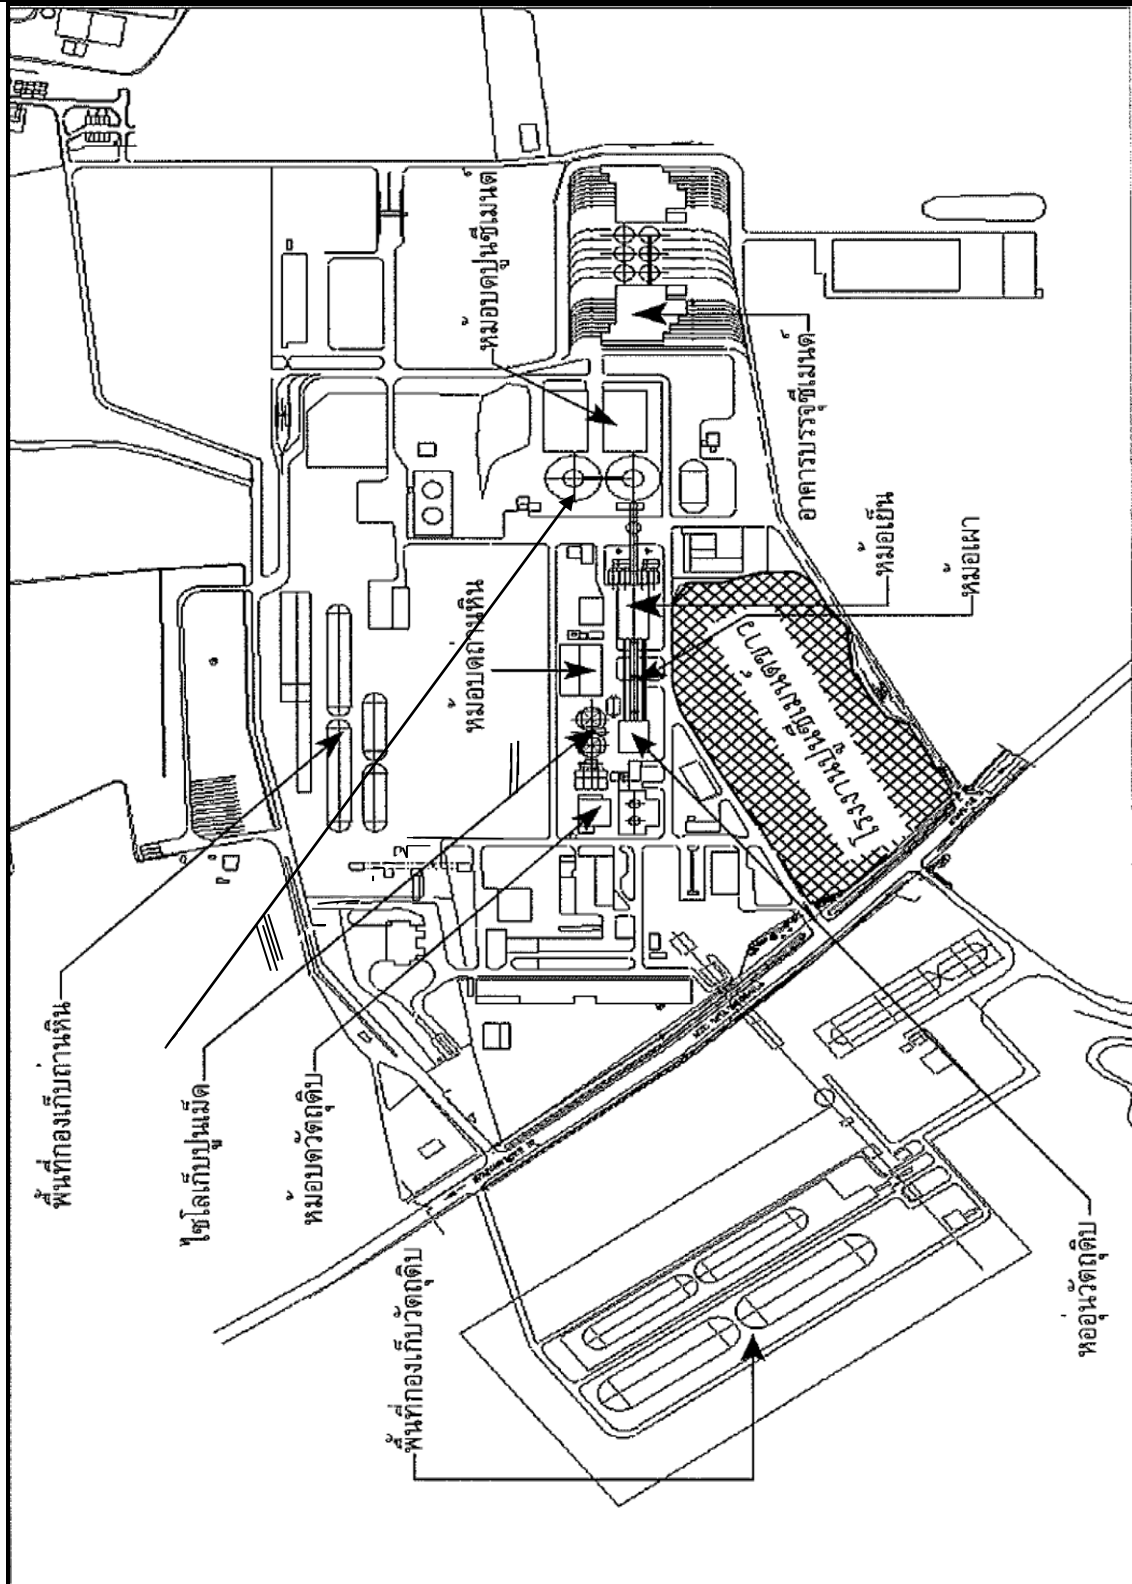 หม้อบดปูนซีเมนต์
อาคารบรรจุซีเมนต์
หม้อเย็น
หม้อเผา
หม้อบดถ่านหิน
โรงงานปูนซีเมนต์
พื้นที่กองเก็บถ่านหิน
ไซโลเก็บปูนเม็ด
หม้อบดวัตถุดิบ
พื้นที่กองเก็บวัตถุดิบ
หออุ่นวัตถุดิบ